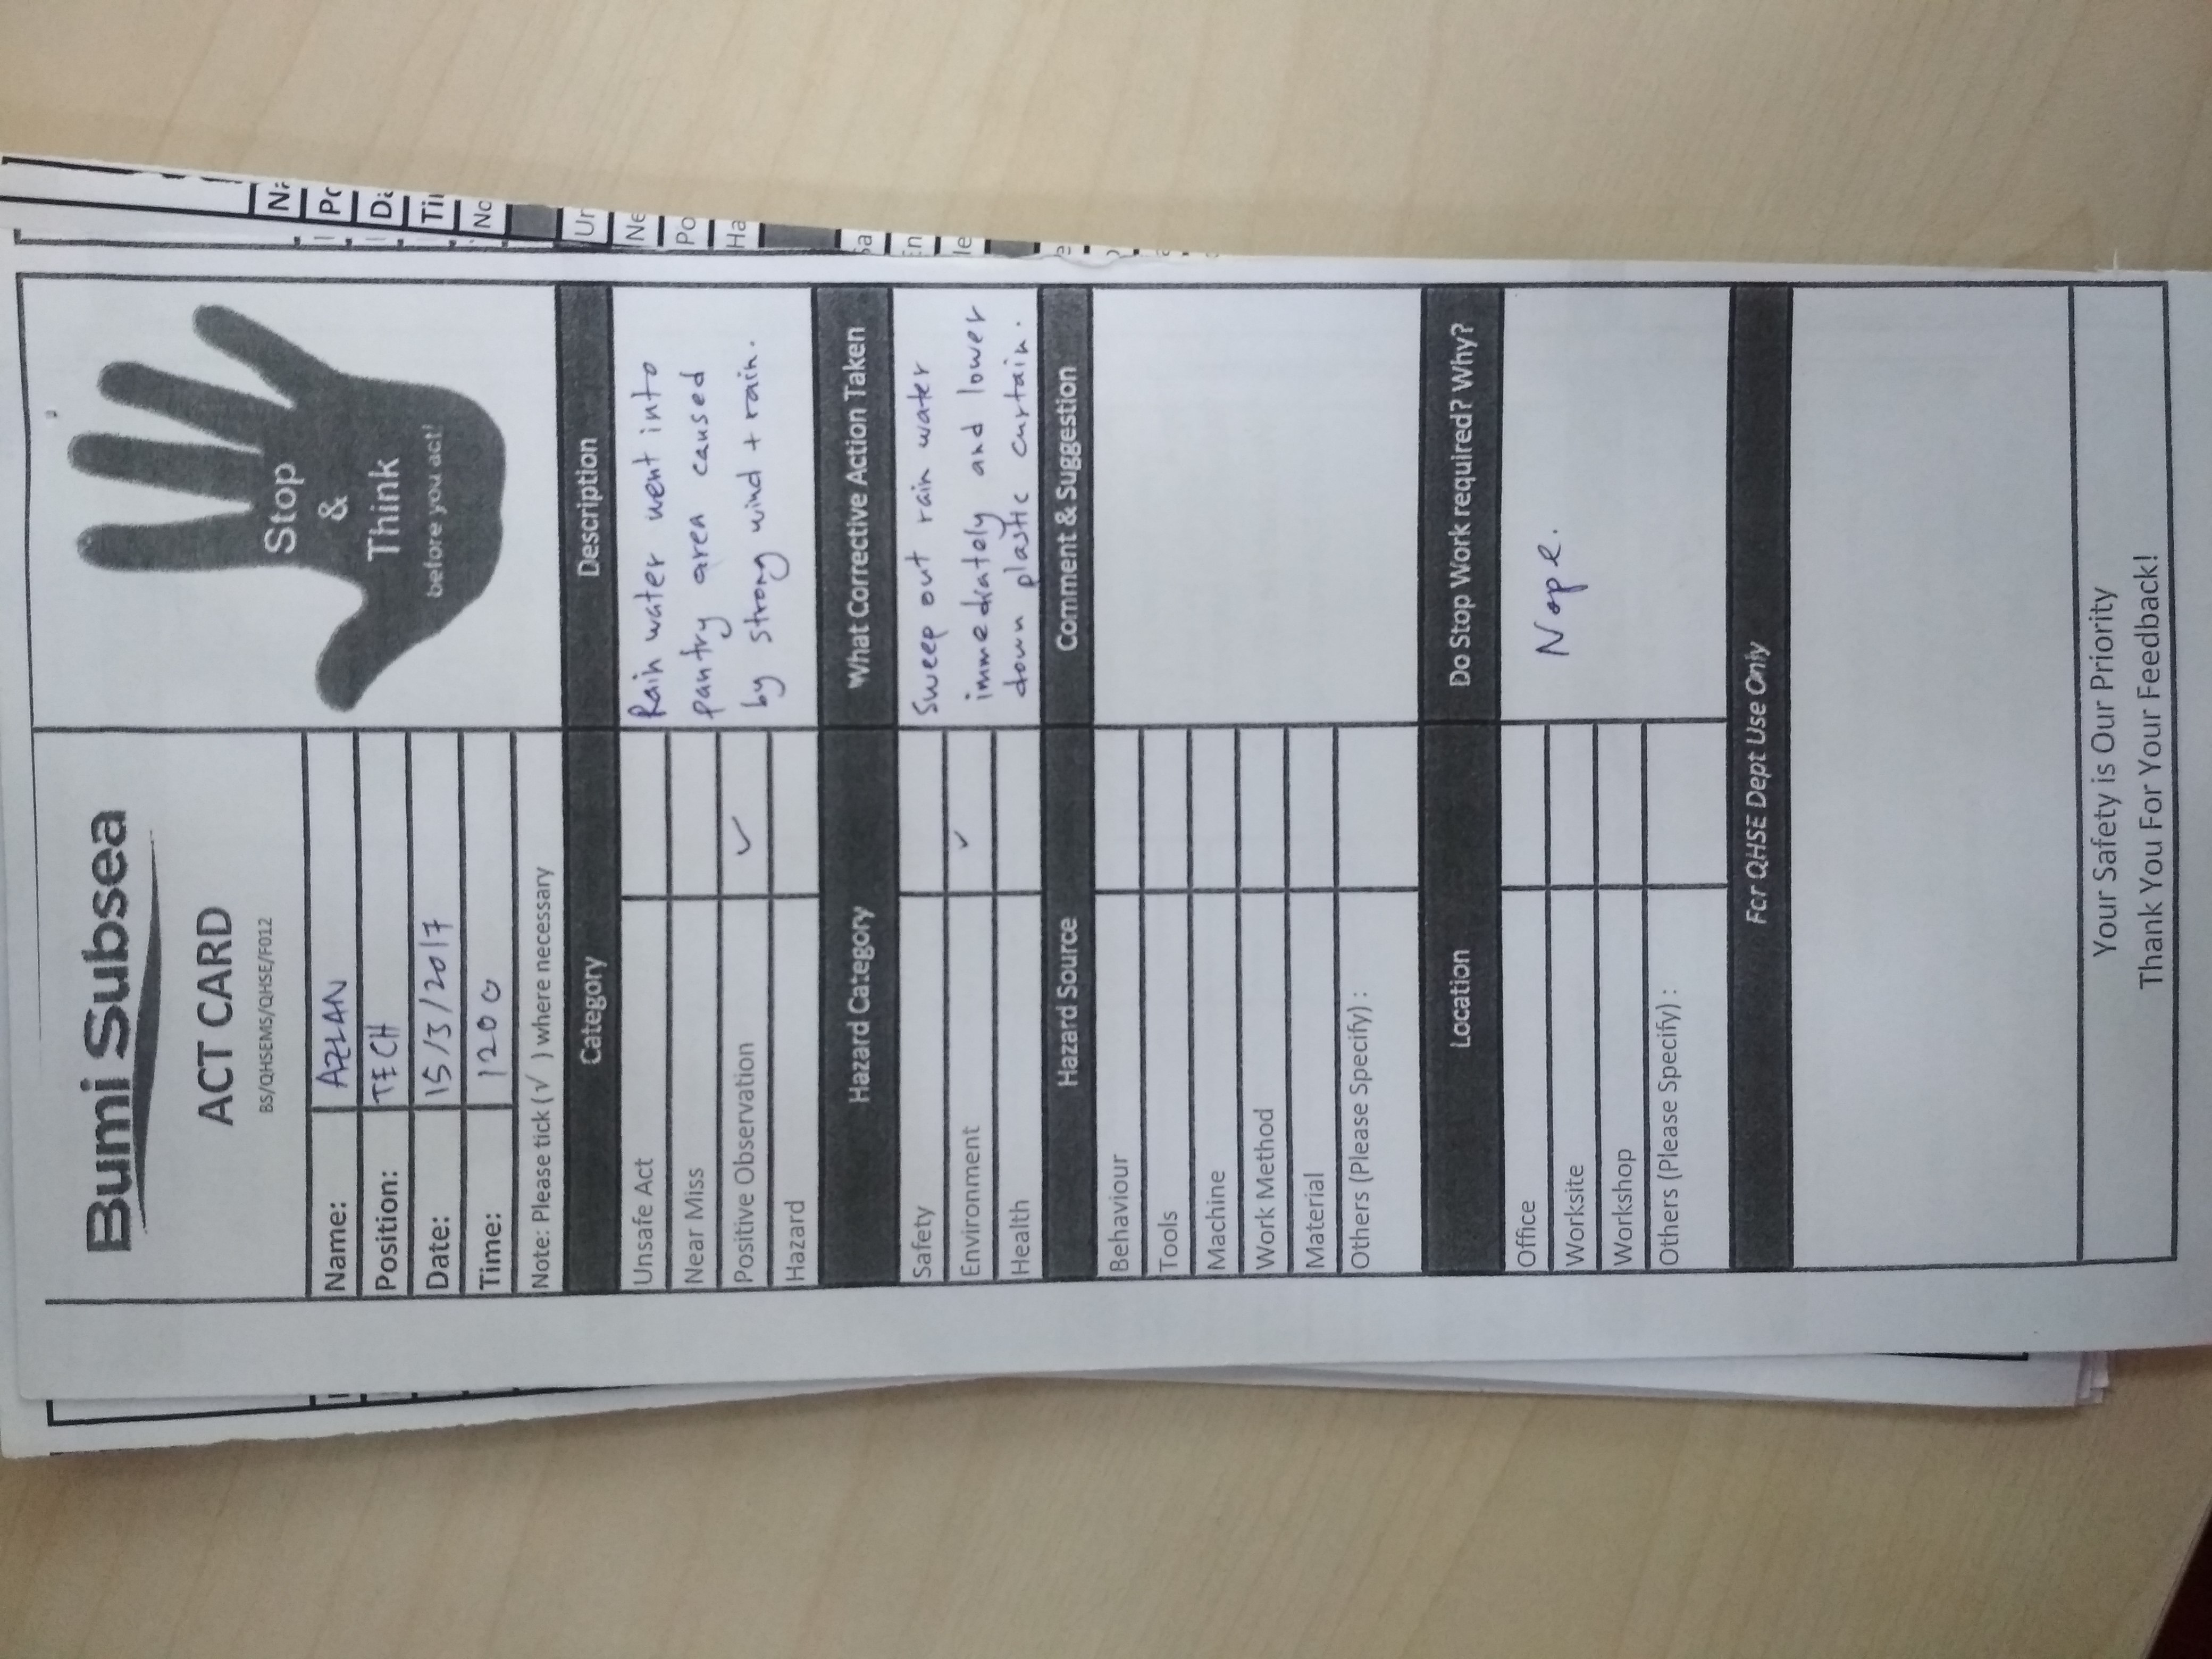 Bumi Subsea
ACT CARD
BS/QHSEMS/QHSE/F012
Stop
&
Think
before you act!
Name: AZLAN
Position: TECH
Date: 15/3/2017
Time: 1200
Note: Please tick (√ ) where necessary
Category Description
Unsafe Act Rain water went into
Near Miss pantry area caused
Positive Observation ✓ by strong wind + rain.
Hazard
Hazard Category What Corrective Action Taken
Safety Sweep out rain water
Environment ✓ immediately and lower
Health down plastic curtain.
Hazard Source Comment & Suggestion
Behaviour
Tools
Machine
Work Method
Material
Others (Please Specify) :
Location Do Stop Work required? Why?
Office Nope.
Worksite
Workshop
Others (Please Specify) :
For QHSE Dept Use Only
Your Safety is Our Priority
Thank You For Your Feedback!